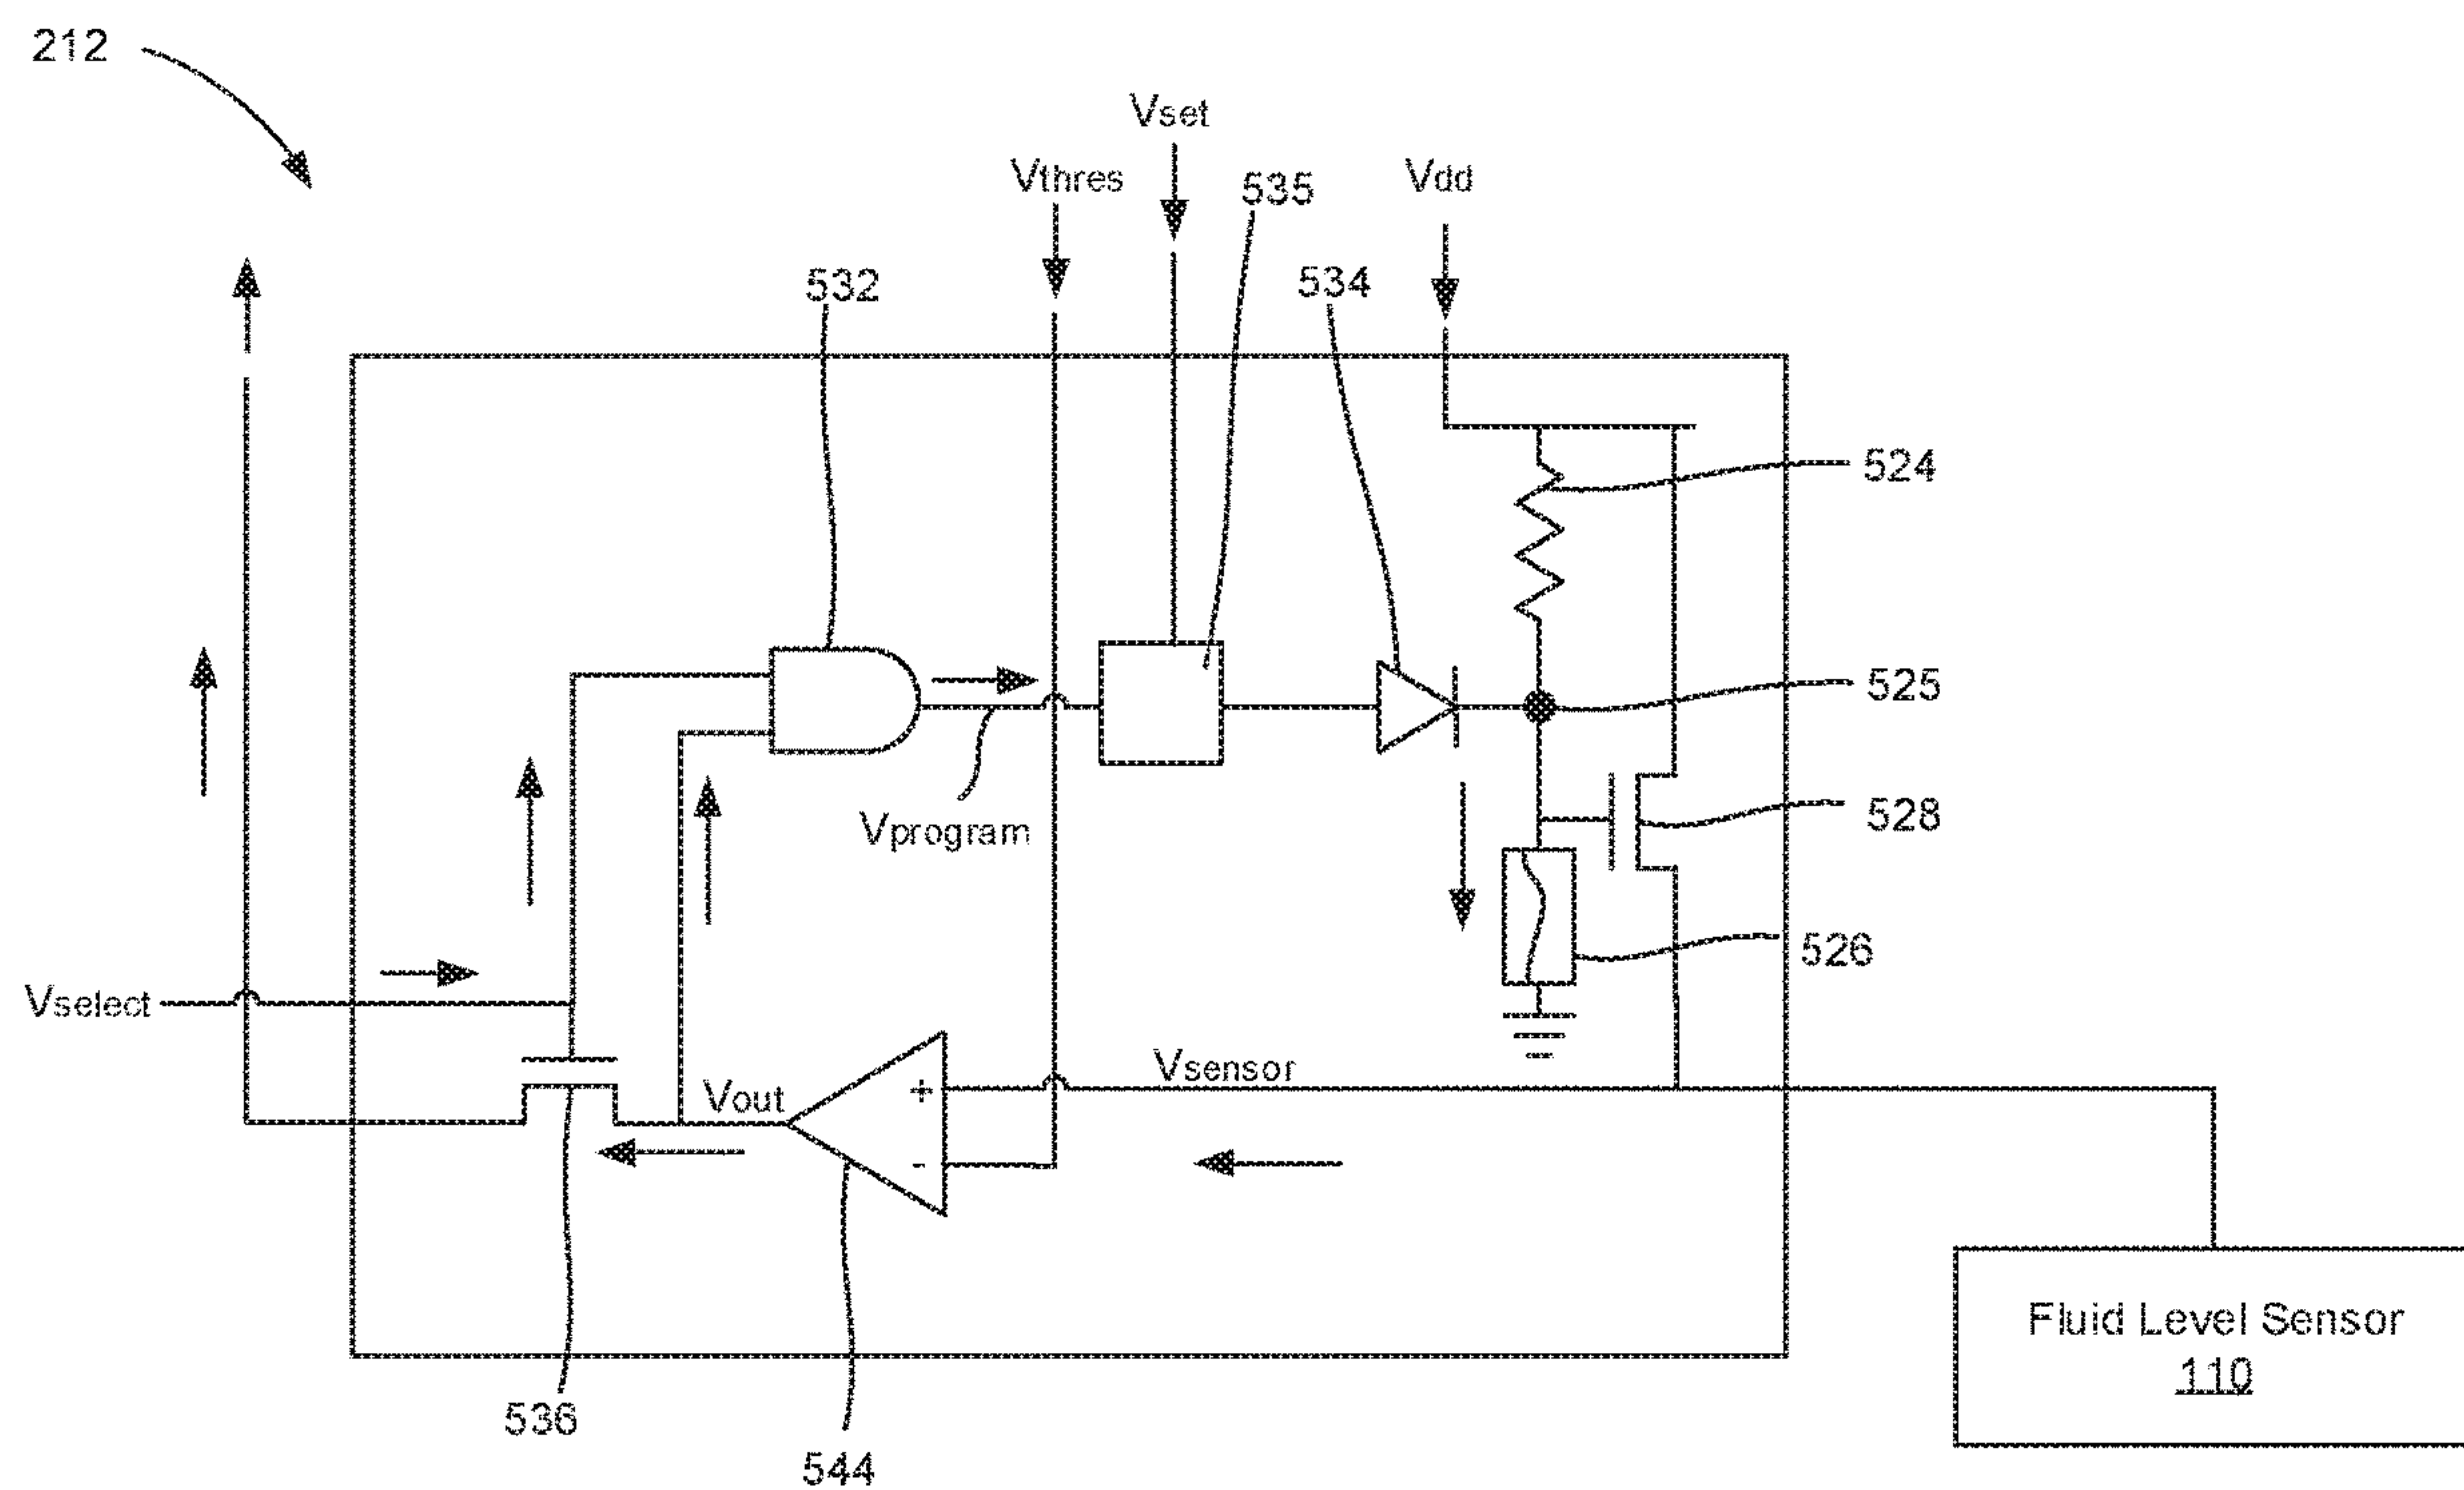 212
Vset
Vthres
535
Vdd
532
534
524
525
Vprogram
528
526
Vselect
Vout
+
-
Vsensor
536
544
Fluid Level Sensor
110